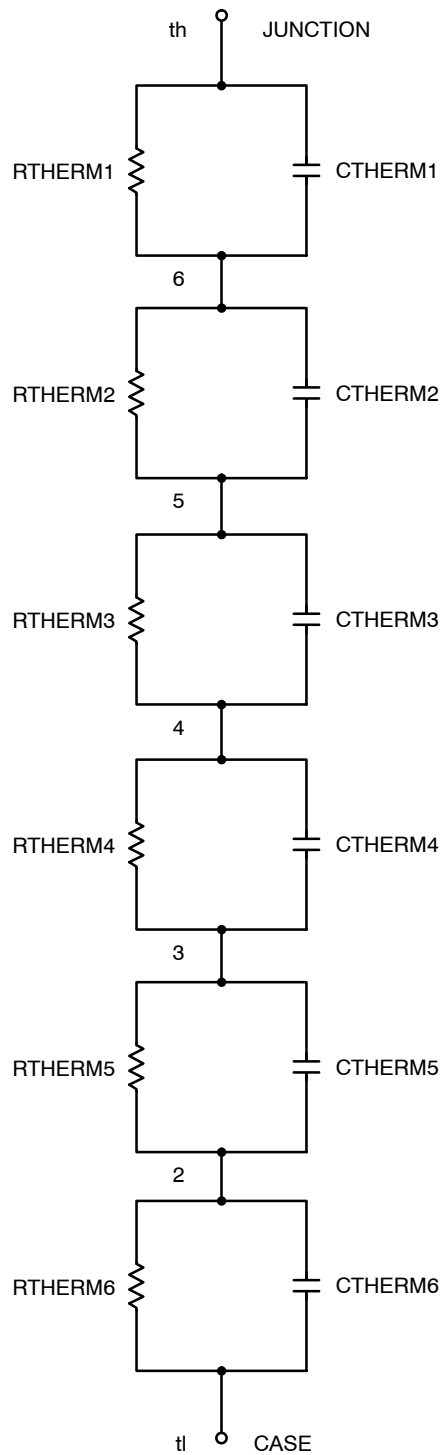 th JUNCTION
RTHERM1 CTHERM1
6
RTHERM2 CTHERM2
5
RTHERM3 CTHERM3
4
RTHERM4 CTHERM4
3
RTHERM5 CTHERM5
2
RTHERM6 CTHERM6
tl CASE